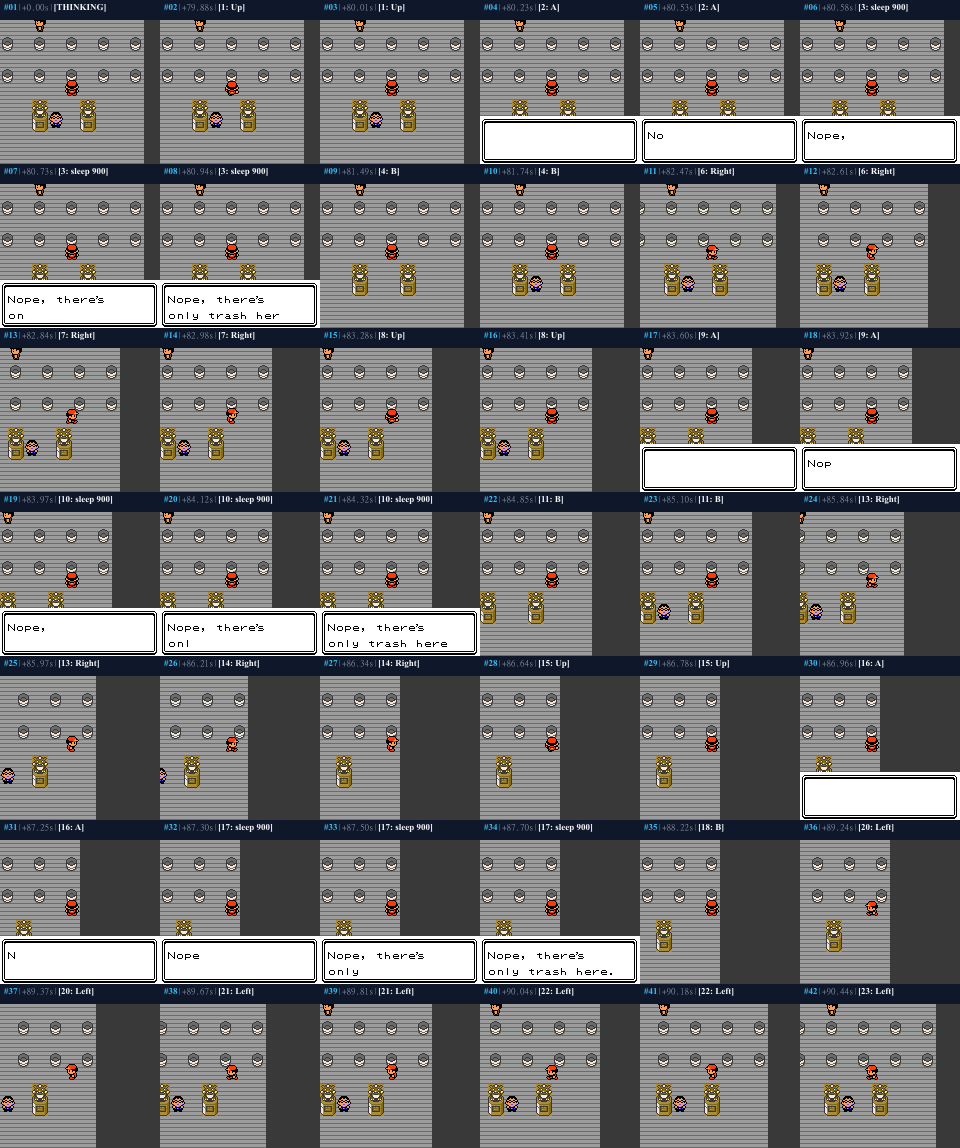 #01 | +0.00s | [THINKING]
#02 | +79.88s | [1: Up]
#03 | +80.01s | [1: Up]
#04 | +80.23s | [2: A]
#05 | +80.53s | [2: A]
No
#06 | +80.58s | [3: sleep 900]
Nope,
#07 | +80.73s | [3: sleep 900]
Nope, there's
on
#08 | +80.94s | [3: sleep 900]
Nope, there's
only trash her
#09 | +81.49s | [4: B]
#10 | +81.74s | [4: B]
#11 | +82.47s | [6: Right]
#12 | +82.61s | [6: Right]
#13 | +82.84s | [7: Right]
#14 | +82.98s | [7: Right]
#15 | +83.28s | [8: Up]
#16 | +83.41s | [8: Up]
#17 | +83.60s | [9: A]
#18 | +83.92s | [9: A]
Nop
#19 | +83.97s | [10: sleep 900]
Nope,
#20 | +84.12s | [10: sleep 900]
Nope, there's
onl
#21 | +84.32s | [10: sleep 900]
Nope, there's
only trash here
#22 | +84.85s | [11: B]
#23 | +85.10s | [11: B]
#24 | +85.84s | [13: Right]
#25 | +85.97s | [13: Right]
#26 | +86.21s | [14: Right]
#27 | +86.34s | [14: Right]
#28 | +86.64s | [15: Up]
#29 | +86.78s | [15: Up]
#30 | +86.96s | [16: A]
#31 | +87.25s | [16: A]
N
#32 | +87.30s | [17: sleep 900]
Nope
#33 | +87.50s | [17: sleep 900]
Nope, there's
only
#34 | +87.70s | [17: sleep 900]
Nope, there's
only trash here.
#35 | +88.22s | [18: B]
#36 | +89.24s | [20: Left]
#37 | +89.37s | [20: Left]
#38 | +89.67s | [21: Left]
#39 | +89.81s | [21: Left]
#40 | +90.04s | [22: Left]
#41 | +90.18s | [22: Left]
#42 | +90.44s | [23: Left]